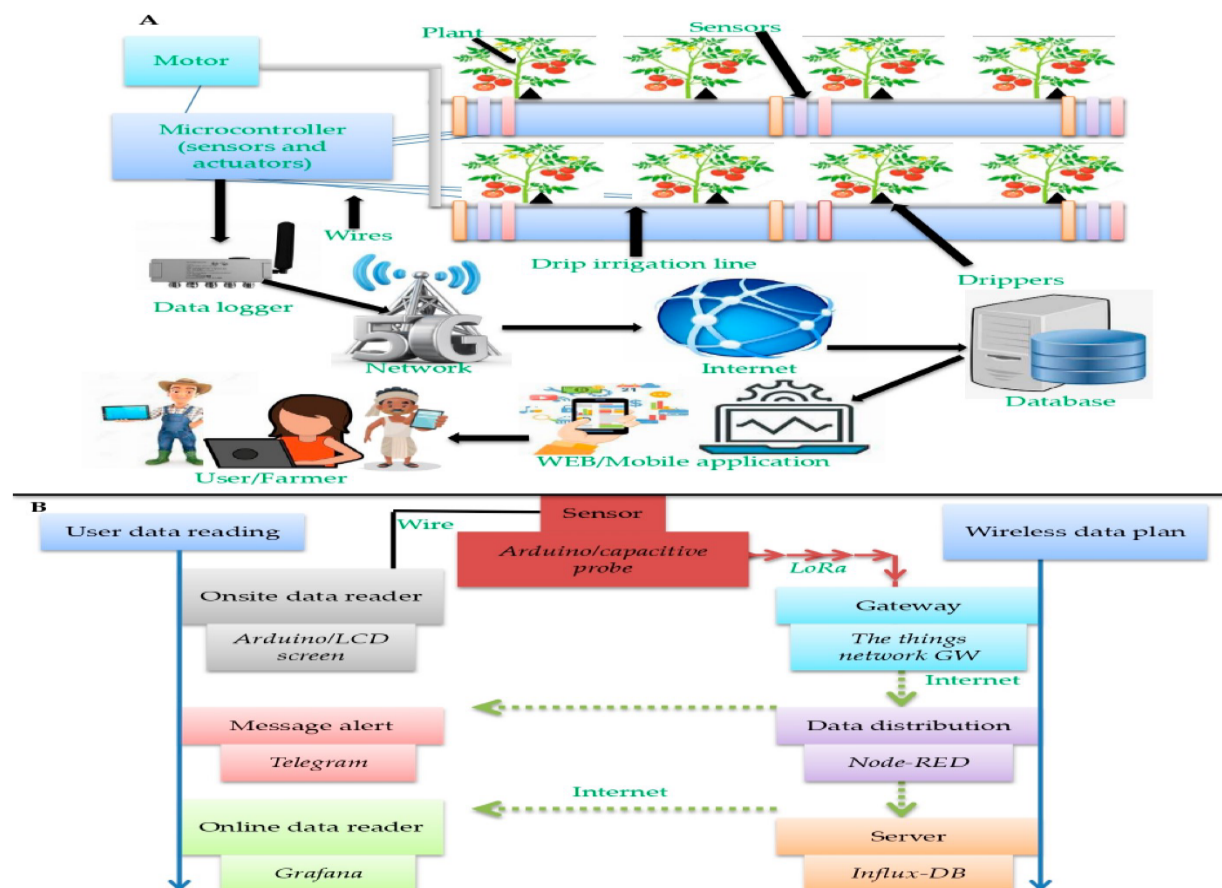 A
Plant
Sensors
Motor
Microcontroller
(sensors and
actuators)
Wires
Drip irrigation line
Drippers
Data logger
5G
Network
Internet
Database
User/Farmer
WEB/Mobile application
B
User data reading
Wire
Sensor
Arduino/capacitive
probe
LoRa
Wireless data plan
Onsite data reader
Arduino/LCD
screen
Gateway
The things
network GW
Internet
Message alert
Telegram
Data distribution
Node-RED
Internet
Online data reader
Grafana
Server
Influx-DB